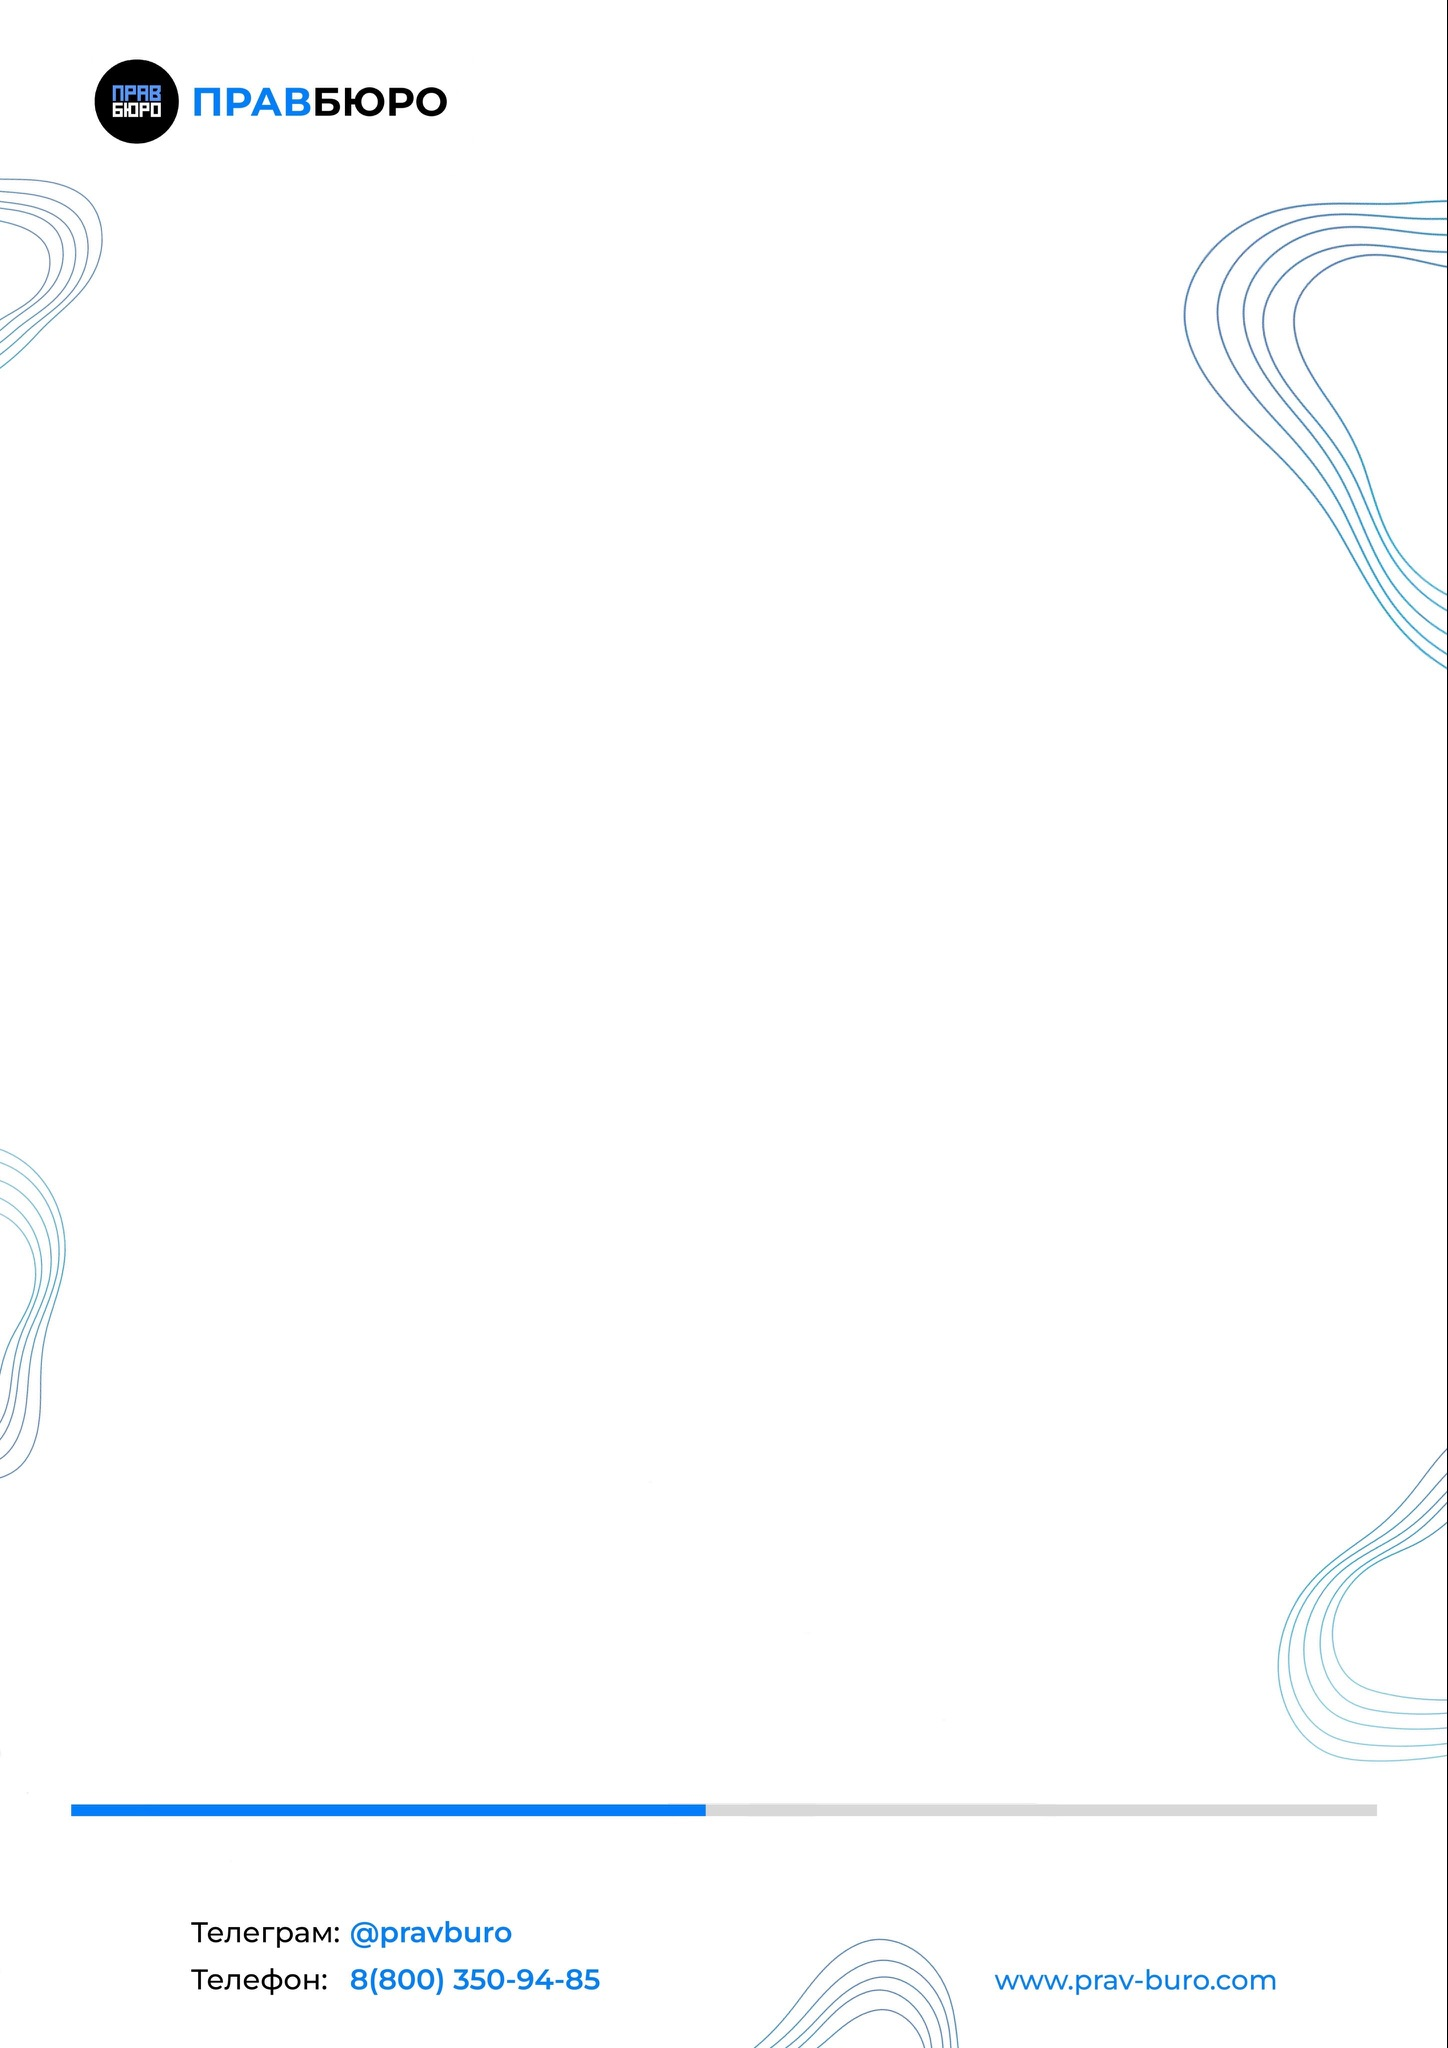 ПРАВ
БЮРО
ПРАВБЮРО
Телеграм: @pravburo
Телефон: 8(800) 350-94-85
www.prav-buro.com